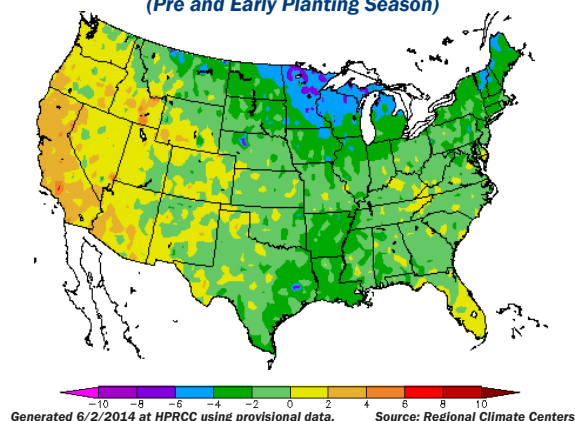 (Pre and Early Planting Season)
-10 -8 -6 -4 -2 0 2 4 6 8 10
Generated 6/2/2014 at HPRCC using provisional data. Source: Regional Climate Centers